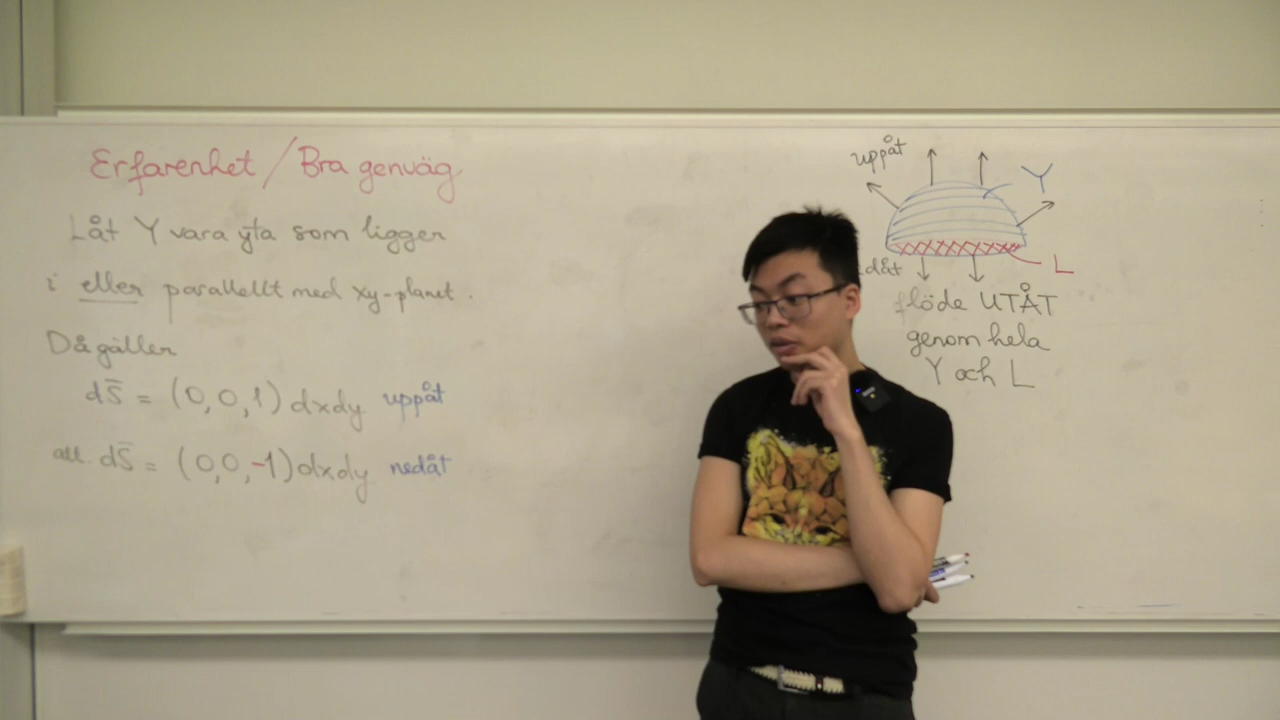 Erfarenhet / Bra genväg
Låt Y vara yta som ligger
i eller parallellt med xy-planet.
Då gäller
dS̄ = (0,0,1) dxdy uppåt
alt. dS̄ = (0,0,-1) dxdy nedåt
uppåt
Y
L
flöde UTÅT
genom hela
Y och L